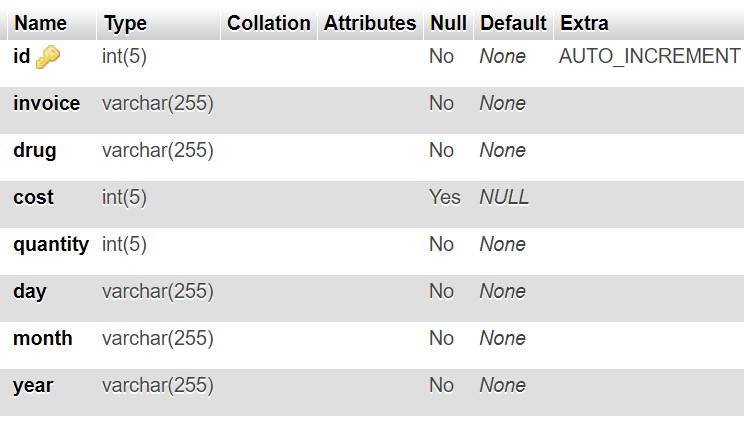 Name Type Collation Attributes Null Default Extra
id int(5) No None AUTO_INCREMENT
invoice varchar(255) No None
drug varchar(255) No None
cost int(5) Yes NULL
quantity int(5) No None
day varchar(255) No None
month varchar(255) No None
year varchar(255) No None